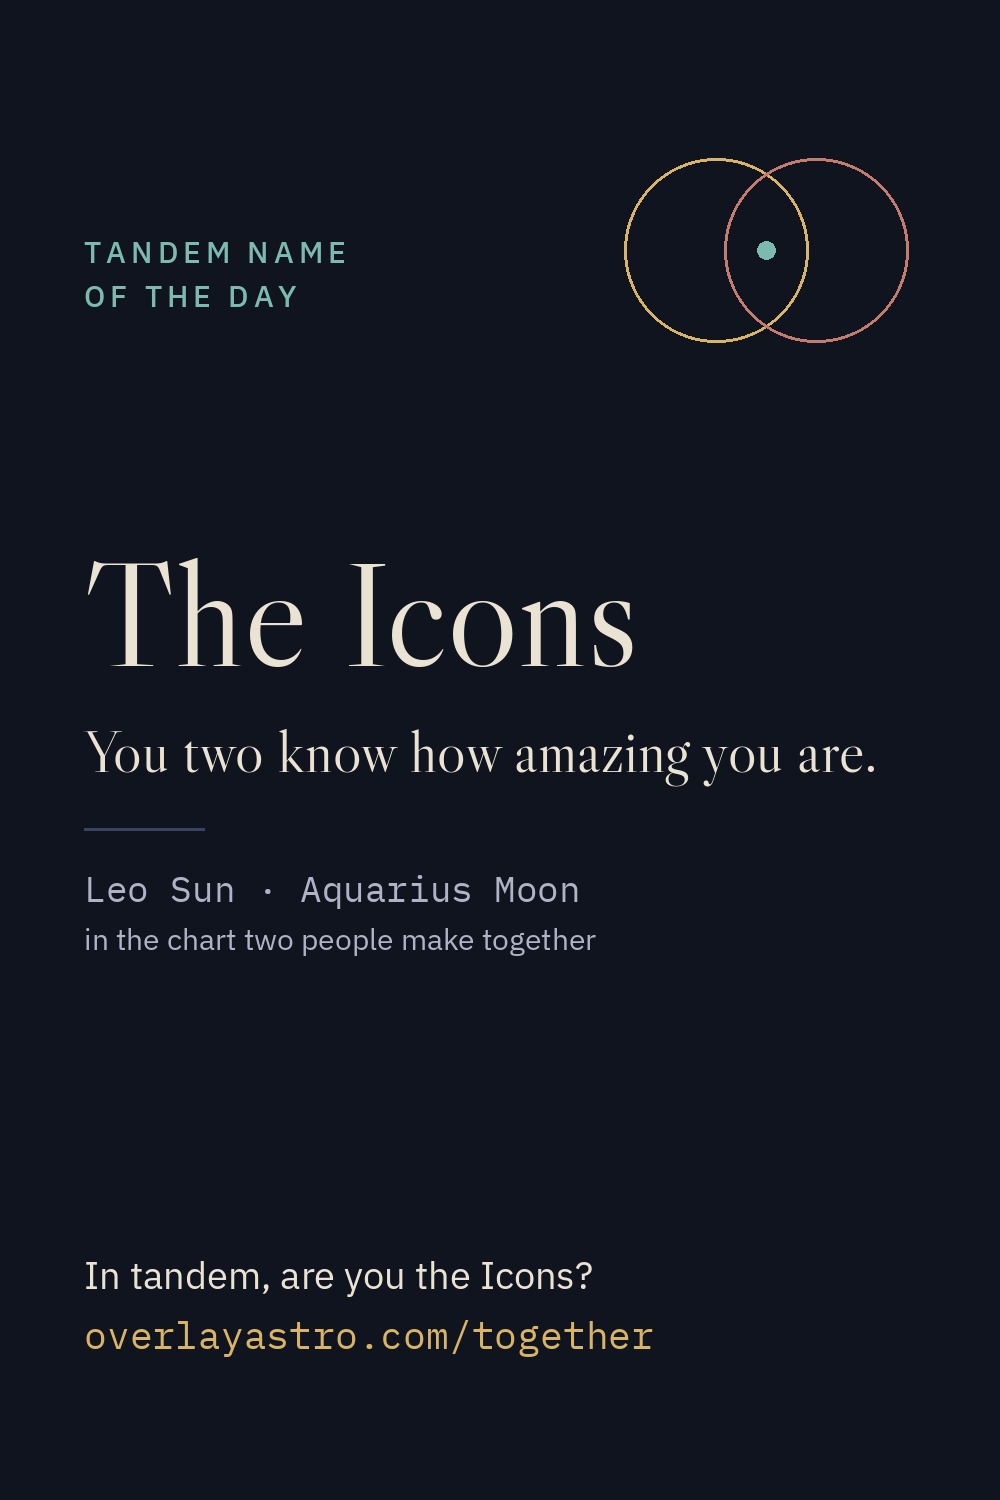 TANDEM NAME
OF THE DAY
The Icons
You two know how amazing you are.
Leo Sun · Aquarius Moon
in the chart two people make together
In tandem, are you the Icons?
overlayastro.com/together